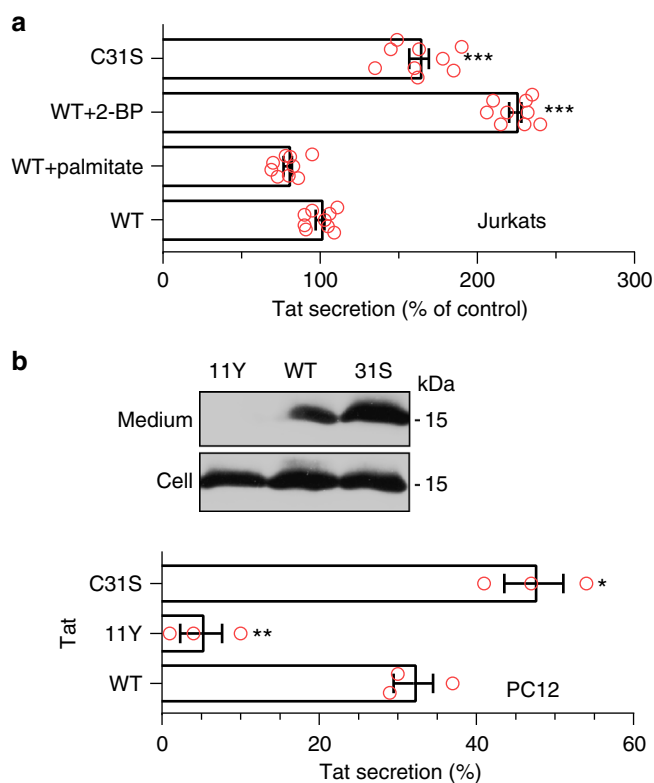 a
C31S
***
WT+2-BP
***
WT+palmitate
WT
Jurkats
0 100 200 300
Tat secretion (% of control)
b
11Y WT 31S kDa
Medium - 15
Cell - 15
C31S
*
Tat
11Y
**
WT
PC12
0 20 40 60
Tat secretion (%)